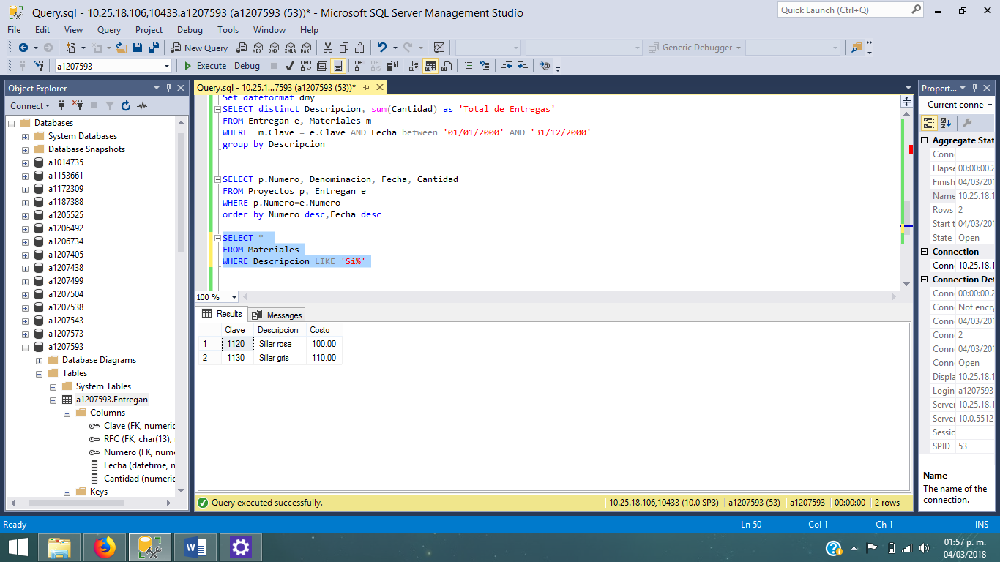 Query.sql - 10.25.18.106,10433.a1207593 (a1207593 (53))* - Microsoft SQL Server Management Studio
Quick Launch (Ctrl+Q)
File Edit View Query Project Debug Tools Window Help
New Query
MDX DMX XMLA DAX
Generic Debugger
a1207593
Execute Debug
Object Explorer
Connect
Databases
System Databases
Database Snapshots
a1014735
a1153661
a1172309
a1187388
a1205525
a1206492
a1206734
a1207405
a1207438
a1207499
a1207504
a1207538
a1207543
a1207573
a1207593
Database Diagrams
Tables
System Tables
a1207593.Entregan
Columns
Clave (FK, numeric
RFC (FK, char(13),
Numero (FK, nume
Fecha (datetime, n
Cantidad (numeric
Keys
Query.sql - 10.25.1...7593 (a1207593 (53))*
Set dateformat dmy
SELECT distinct Descripcion, sum(Cantidad) as 'Total de Entregas'
FROM Entregan e, Materiales m
WHERE  m.Clave = e.Clave AND Fecha between '01/01/2000' AND '31/12/2000'
group by Descripcion
SELECT p.Numero, Denominacion, Fecha, Cantidad
FROM Proyectos p, Entregan e
WHERE p.Numero=e.Numero
order by Numero desc,Fecha desc
SELECT *
FROM Materiales
WHERE Descripcion LIKE 'Si%'
100 %
Results Messages
Clave Descripcion Costo
1 1120 Sillar rosa 100.00
2 1130 Sillar gris 110.00
Query executed successfully.
10.25.18.106,10433 (10.0 SP3) a1207593 (53) a1207593 00:00:00 2 rows
Propert...
Current conne
Aggregate Stat
Conn
Elapse 00:00:00.2
Finish 04/03/201
Name 10.25.18.1
Rows 2
Start t 04/03/201
State Open
Connection
Conn 10.25.18.1
Connection Det
Conn 00:00:00.2
Conn Not encry
Conn 04/03/201
Conn 2
Conn 04/03/201
Conn Open
Displa 10.25.18.1
Login a1207593
Server 10.25.18.1
Server 10.0.5512
Sessio
SPID 53
Name
The name of the
connection.
Ready
Ln 50 Col 1 Ch 1 INS
01:57 p. m.
04/03/2018